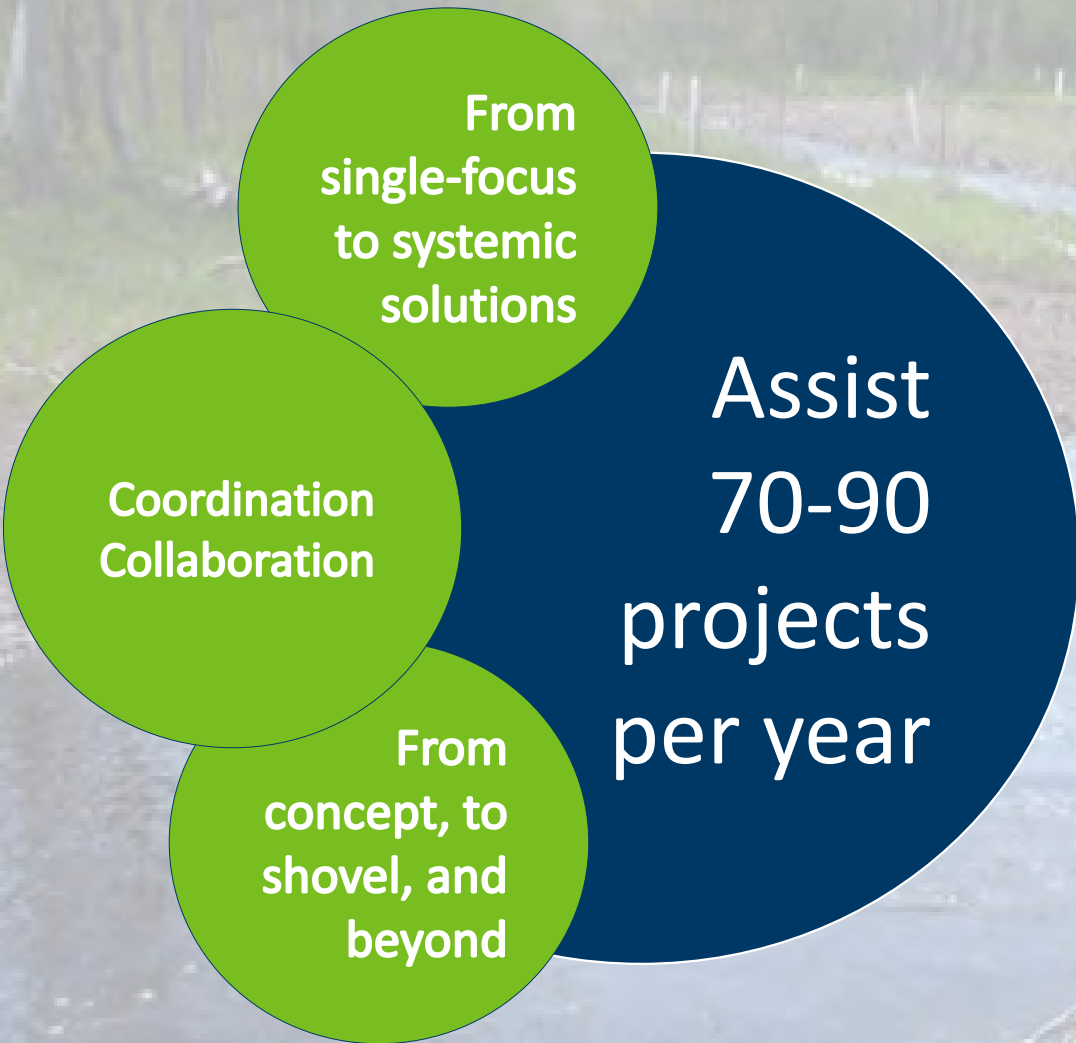 From
single-focus
to systemic
solutions
Coordination
Collaboration
From
concept, to
shovel, and
beyond
Assist
70-90
projects
per year